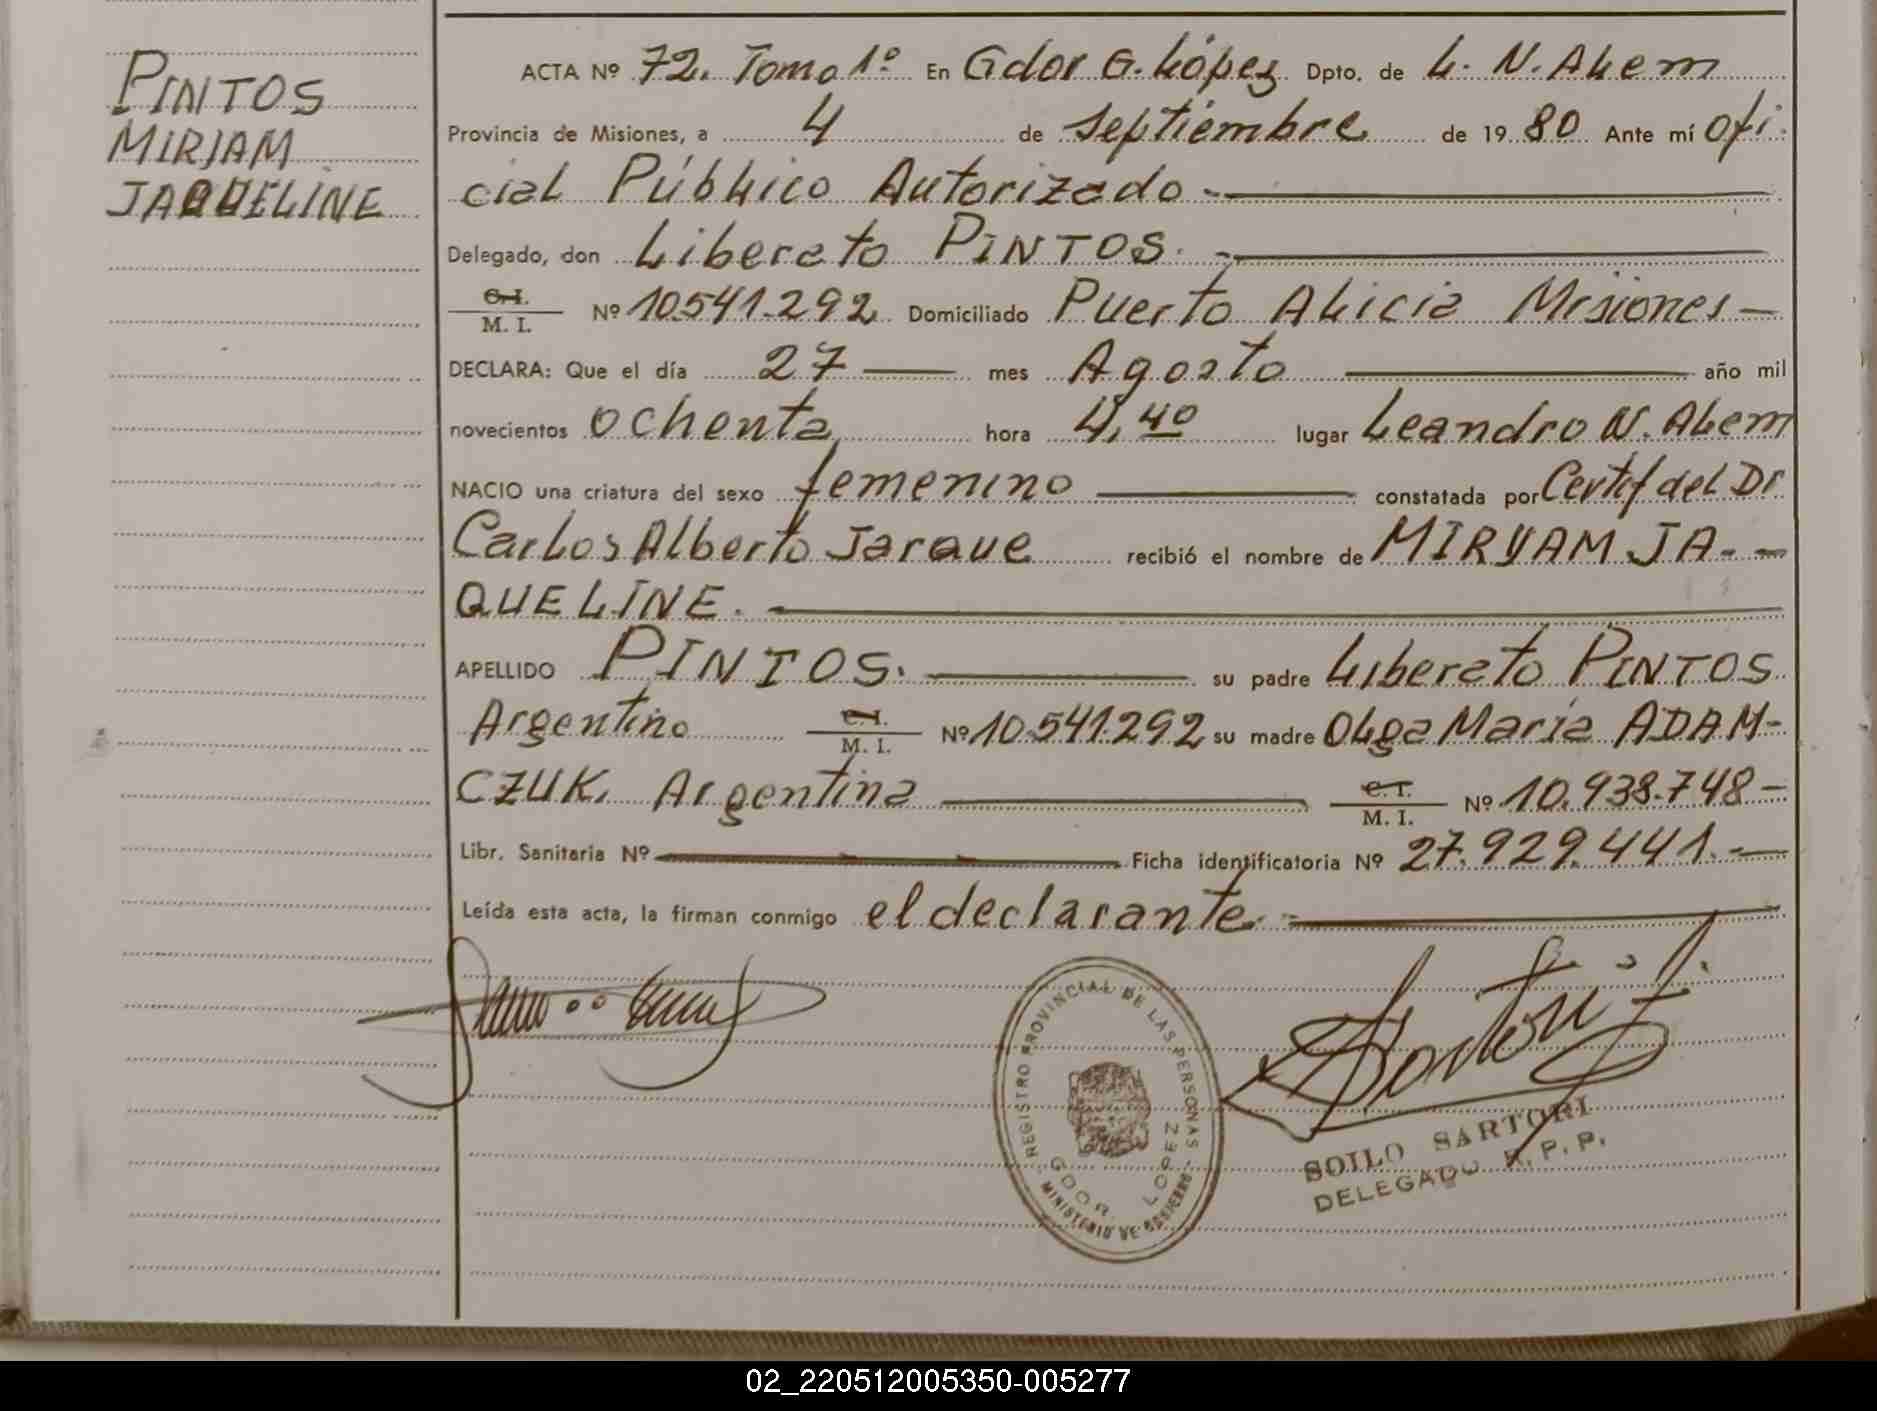 PINTOS
MIRJAM
JAQUELINE
ACTA Nº 72. Tomo 1º En Gdor G. López Dpto. de L. N. Alem
Provincia de Misiones, a 4 de septiembre de 1980 Ante mí ofi-
cial Público Autorizado -
Delegado, don Libereto PINTOS. -
C.I.
M. I. Nº 10.541.292 Domiciliado Puerto Alicia Misiones -
DECLARA: Que el día 27 mes Agosto año mil
novecientos ochenta, hora 4,40 lugar Leandro N. Alem
NACIO una criatura del sexo femenino constatada por Certif del Dr
Carlos Alberto Jaraue recibió el nombre de MIRYAM JA- -
QUELINE. -
APELLIDO PINTOS. su padre Libereto PINTOS
Argentino C.I.
M. I. Nº 10.541.292 su madre Olga Maria ADAM-
CZUK. Argentina C.I.
M. I. Nº 10.938.748 -
Libr. Sanitaria Nº Ficha identificatoria Nº 27.929.441. -
Leída esta acta, la firman conmigo el declarante. -
REGISTRO PROVINCIAL DE LAS PERSONAS
GDOR. LOPEZ
MINISTERIO DE GOBIERNO
SOILO SARTORI
DELEGADO R. P. P.
02_220512005350-005277